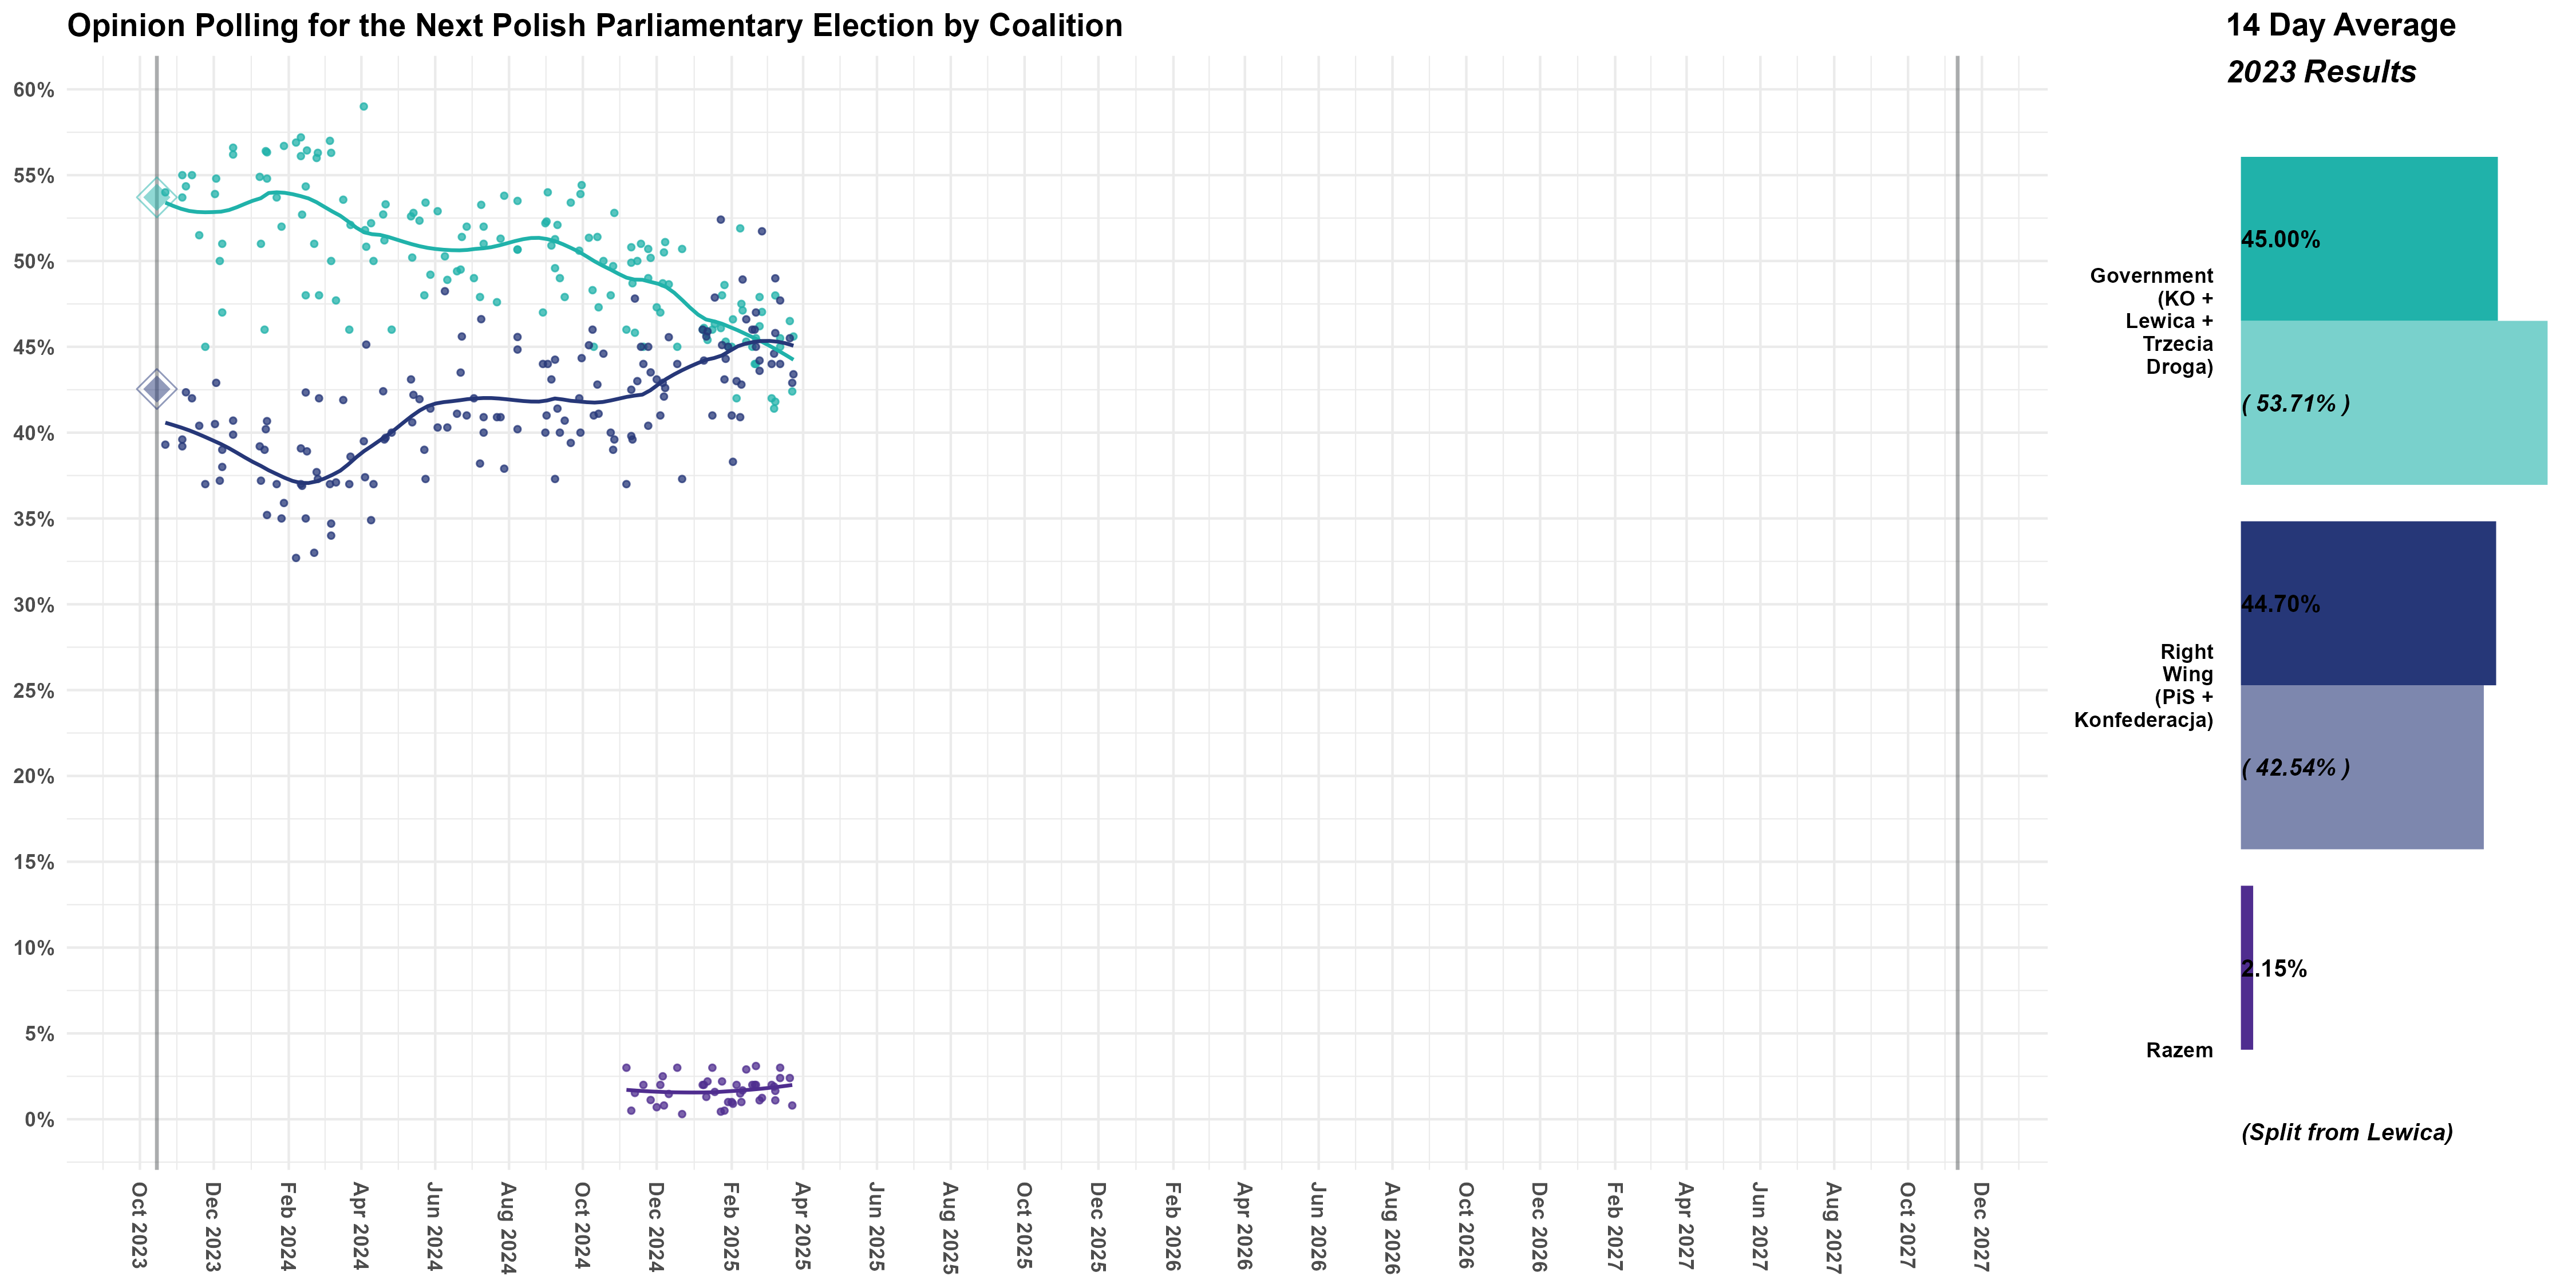 Opinion Polling for the Next Polish Parliamentary Election by Coalition
60%
55%
50%
45%
40%
35%
30%
25%
20%
15%
10%
5%
0%
Oct 2023
Dec 2023
Feb 2024
Apr 2024
Jun 2024
Aug 2024
Oct 2024
Dec 2024
Feb 2025
Apr 2025
Jun 2025
Aug 2025
Oct 2025
Dec 2025
Feb 2026
Apr 2026
Jun 2026
Aug 2026
Oct 2026
Dec 2026
Feb 2027
Apr 2027
Jun 2027
Aug 2027
Oct 2027
Dec 2027
14 Day Average
2023 Results
Government
(KO +
Lewica +
Trzecia
Droga)
45.00%
( 53.71% )
Right
Wing
(PiS +
Konfederacja)
44.70%
( 42.54% )
Razem
2.15%
(Split from Lewica)